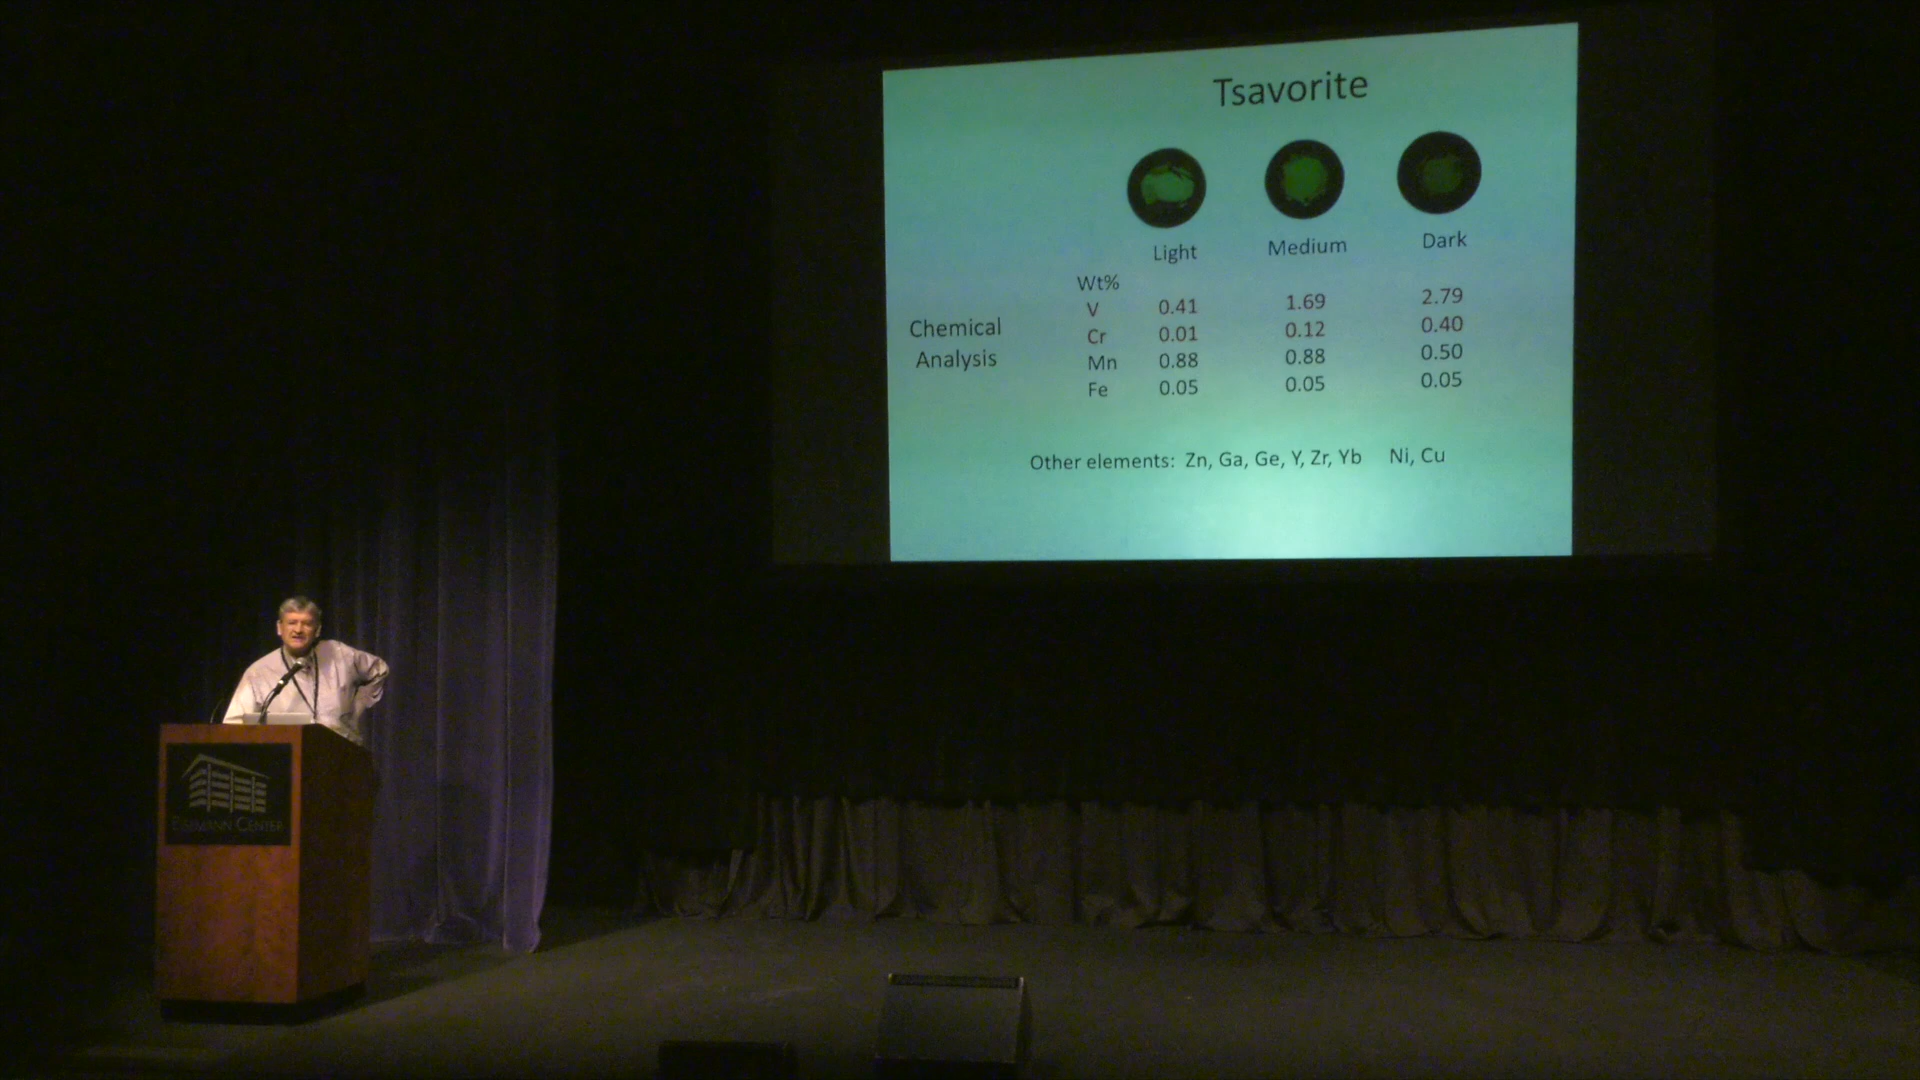 Tsavorite
Light Medium Dark
Wt%
V 0.41 1.69 2.79
Cr 0.01 0.12 0.40
Mn 0.88 0.88 0.50
Fe 0.05 0.05 0.05
Chemical
Analysis
Other elements: Zn, Ga, Ge, Y, Zr, Yb Ni, Cu
EISEMANN CENTER